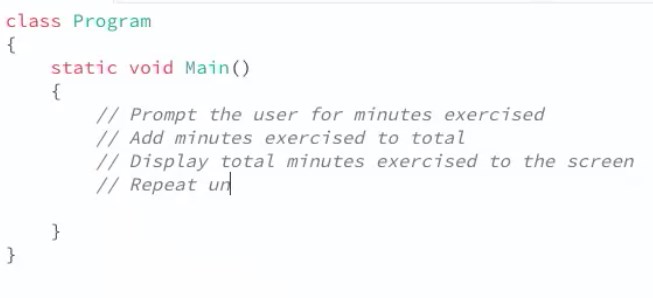 class Program
{
    static void Main()
    {
        // Prompt the user for minutes exercised
        // Add minutes exercised to total
        // Display total minutes exercised to the screen
        // Repeat un
    }
}